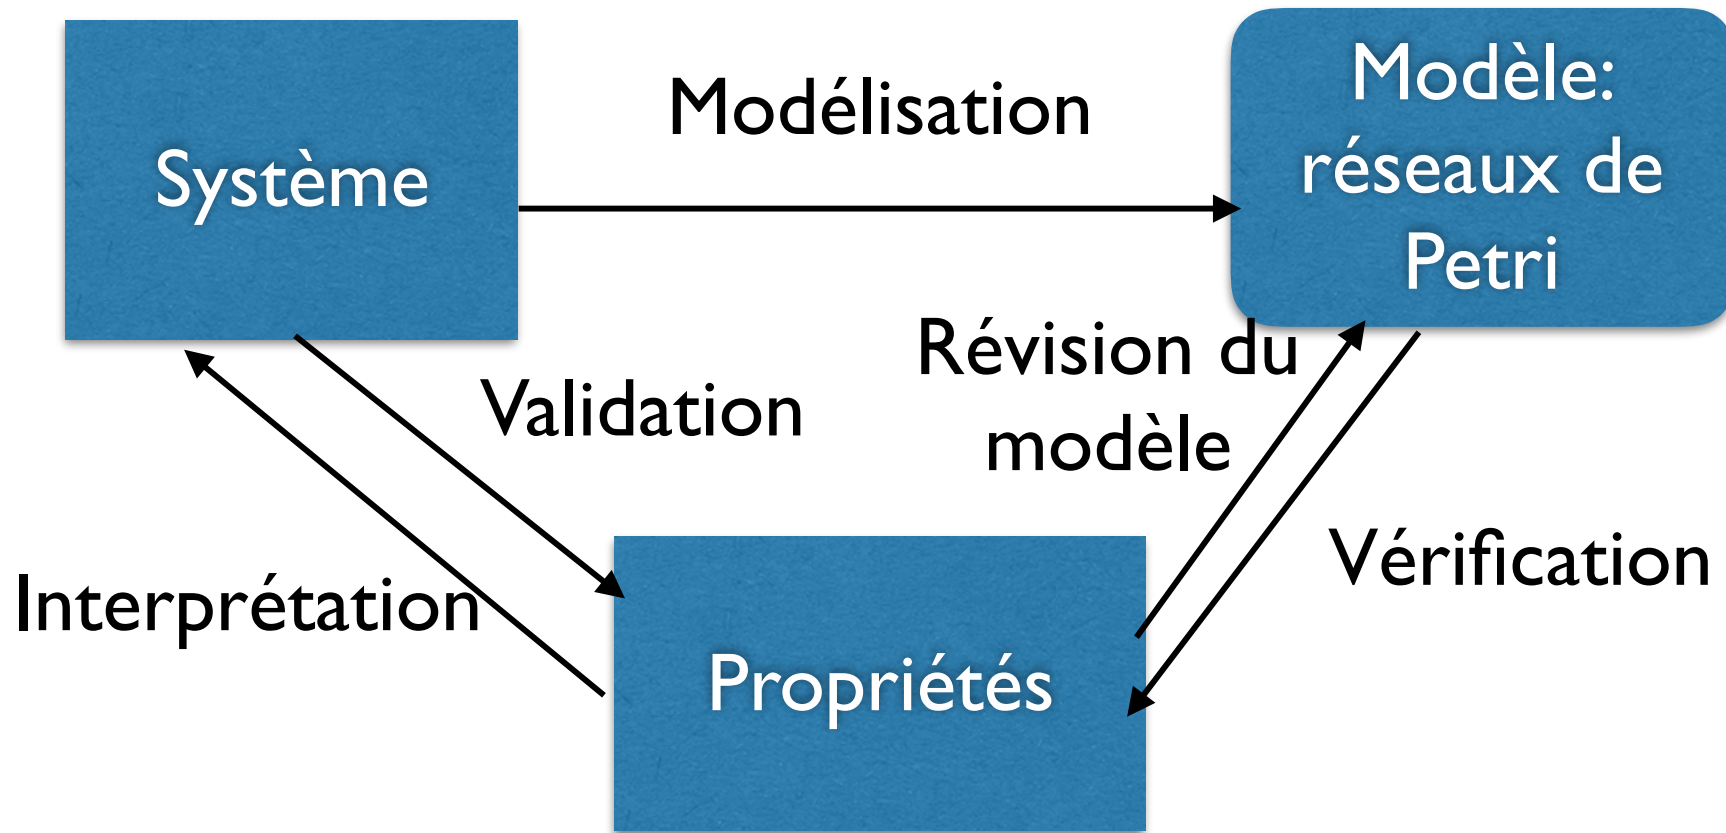 Système
Modélisation
Modèle:
réseaux de
Petri
Révision du
modèle
Validation
Vérification
Interprétation
Propriétés